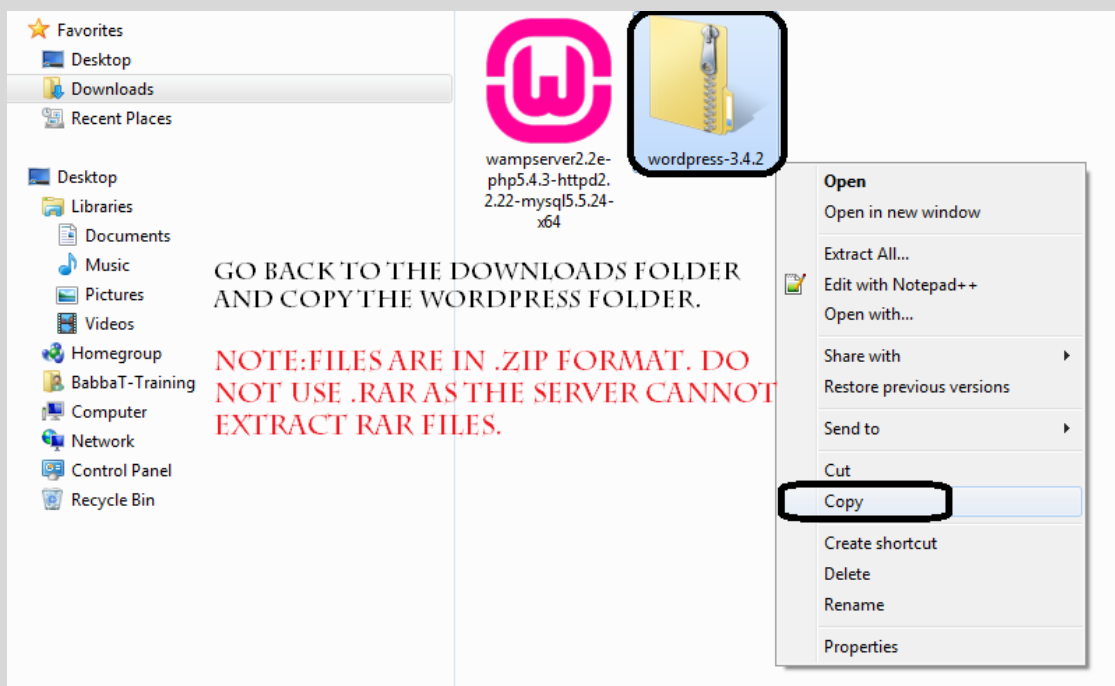 Favorites
Desktop
Downloads
Recent Places
Desktop
Libraries
Documents
Music
Pictures
Videos
Homegroup
BabbaT-Training
Computer
Network
Control Panel
Recycle Bin
wampserver2.2e-
php5.4.3-httpd2.
2.22-mysql5.5.24-
x64
wordpress-3.4.2
GO BACK TO THE DOWNLOADS FOLDER
AND COPY THE WORDPRESS FOLDER.
NOTE:FILES ARE IN .ZIP FORMAT. DO
NOT USE .RAR AS THE SERVER CANNOT
EXTRACT RAR FILES.
Open
Open in new window
Extract All...
Edit with Notepad++
Open with...
Share with
Restore previous versions
Send to
Cut
Copy
Create shortcut
Delete
Rename
Properties